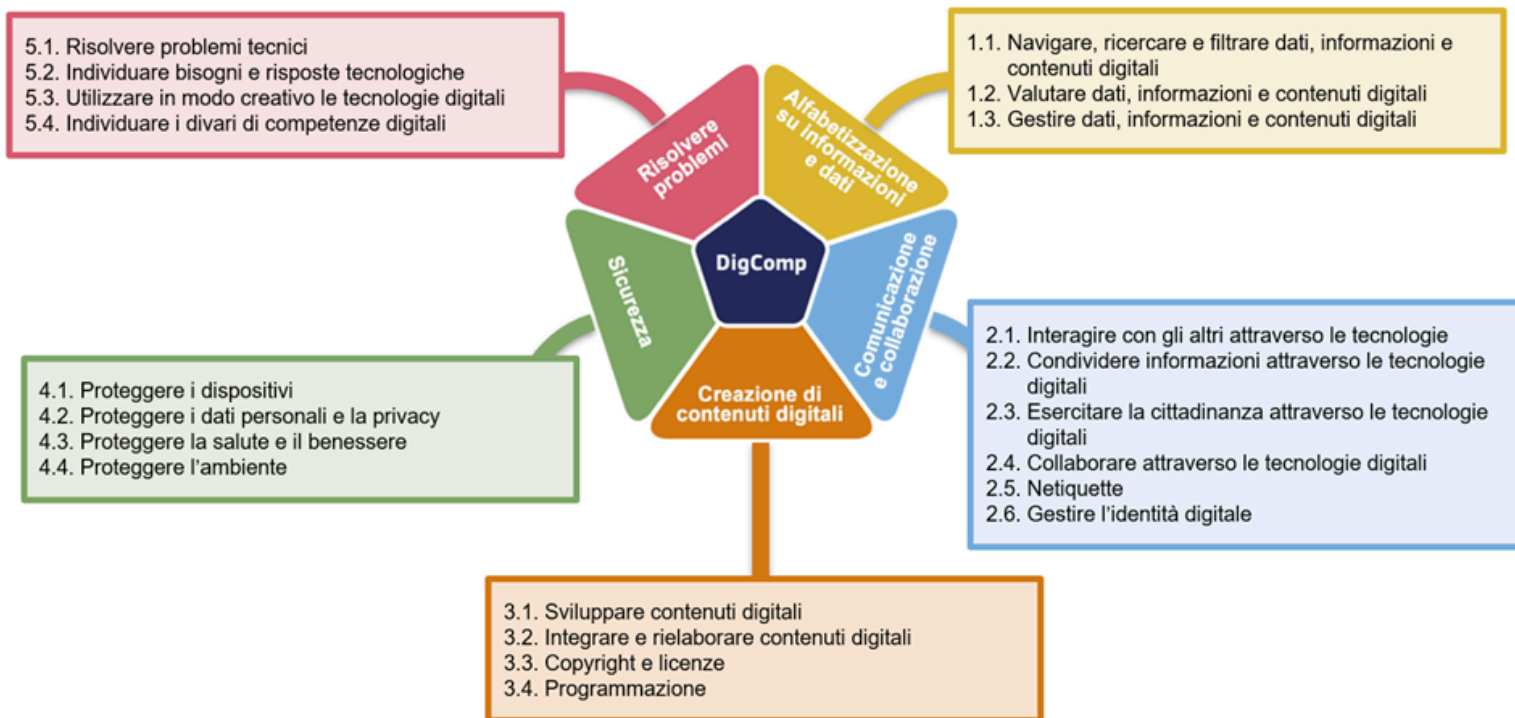 5.1. Risolvere problemi tecnici
5.2. Individuare bisogni e risposte tecnologiche
5.3. Utilizzare in modo creativo le tecnologie digitali
5.4. Individuare i divari di competenze digitali
1.1. Navigare, ricercare e filtrare dati, informazioni e
contenuti digitali
1.2. Valutare dati, informazioni e contenuti digitali
1.3. Gestire dati, informazioni e contenuti digitali
Risolvere
problemi
Alfabetizzazione
su informazioni
e dati
DigComp
Sicurezza
Comunicazione
e collaborazione
Creazione di
contenuti digitali
4.1. Proteggere i dispositivi
4.2. Proteggere i dati personali e la privacy
4.3. Proteggere la salute e il benessere
4.4. Proteggere l'ambiente
2.1. Interagire con gli altri attraverso le tecnologie
2.2. Condividere informazioni attraverso le tecnologie
digitali
2.3. Esercitare la cittadinanza attraverso le tecnologie
digitali
2.4. Collaborare attraverso le tecnologie digitali
2.5. Netiquette
2.6. Gestire l'identità digitale
3.1. Sviluppare contenuti digitali
3.2. Integrare e rielaborare contenuti digitali
3.3. Copyright e licenze
3.4. Programmazione